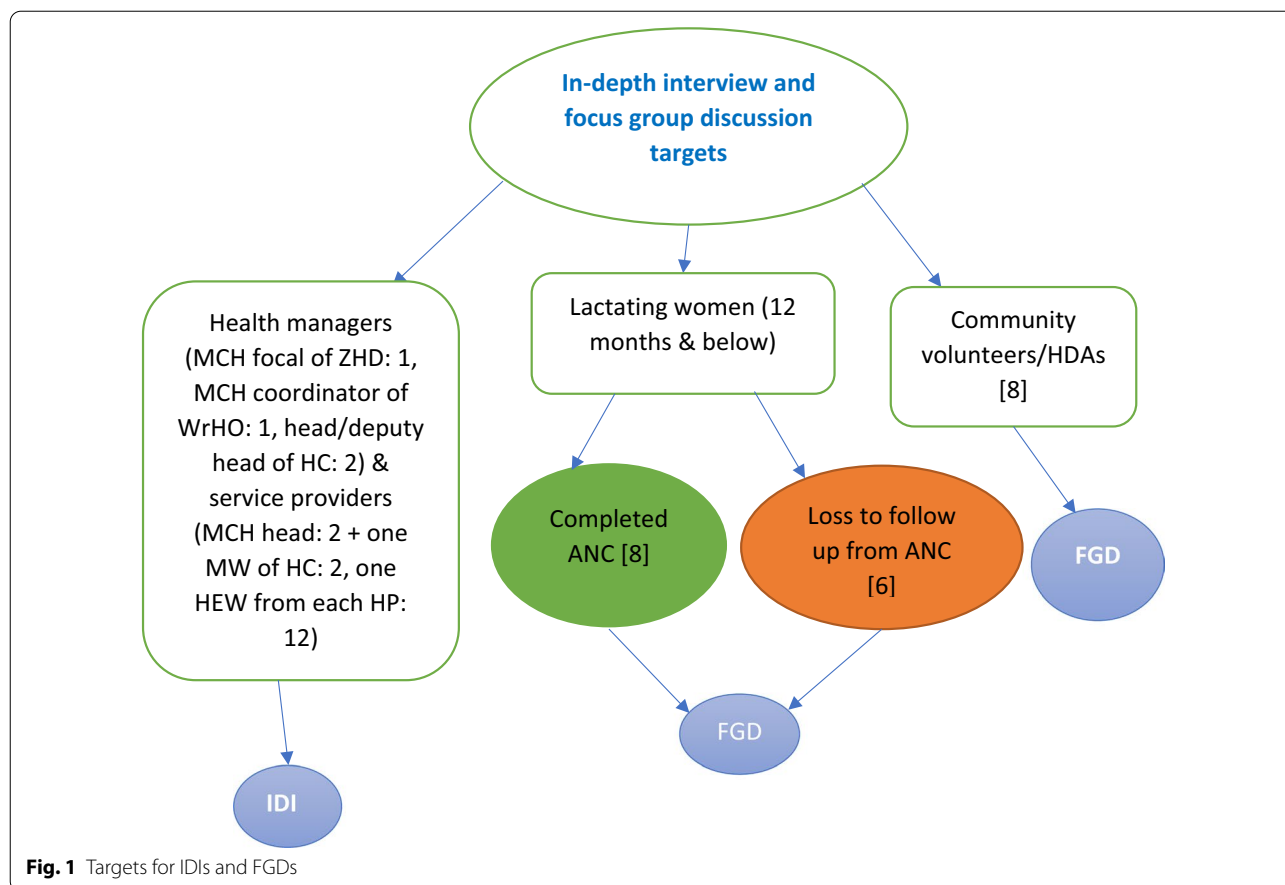 In-depth interview and
focus group discussion
targets
Health managers
(MCH focal of ZHD: 1,
MCH coordinator of
WrHO: 1, head/deputy
head of HC: 2) &
service providers
(MCH head: 2 + one
MW of HC: 2, one
HEW from each HP:
12)
Lactating women (12
months & below)
Community
volunteers/HDAs
[8]
Completed
ANC [8]
Loss to follow
up from ANC
[6]
FGD
FGD
IDI
Fig. 1 Targets for IDIs and FGDs